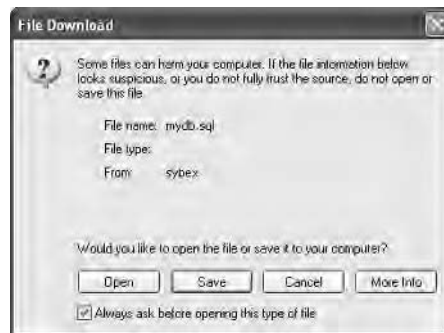 File Download
Some files can harm your computer. If the file information below
looks suspicious, or you do not fully trust the source, do not open or
save this file.
File name: mydb.sql
File type:
From: sybex
Would you like to open the file or save it to your computer?
Open Save Cancel More Info
Always ask before opening this type of file